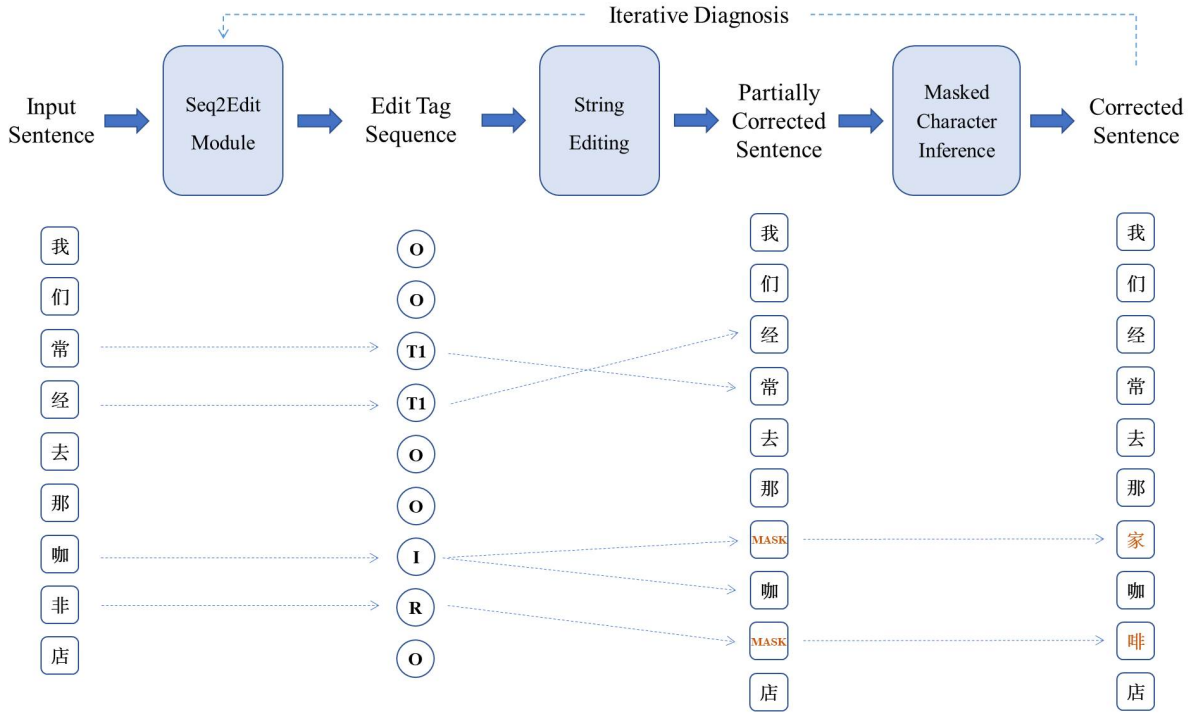 Iterative Diagnosis
Input
Sentence
Seq2Edit
Module
Edit Tag
Sequence
String
Editing
Partially
Corrected
Sentence
Masked
Character
Inference
Corrected
Sentence
我
们
常
经
去
那
咖
非
店
O
O
T1
T1
O
O
I
R
O
我
们
经
常
去
那
MASK
咖
MASK
店
我
们
经
常
去
那
家
咖
啡
店